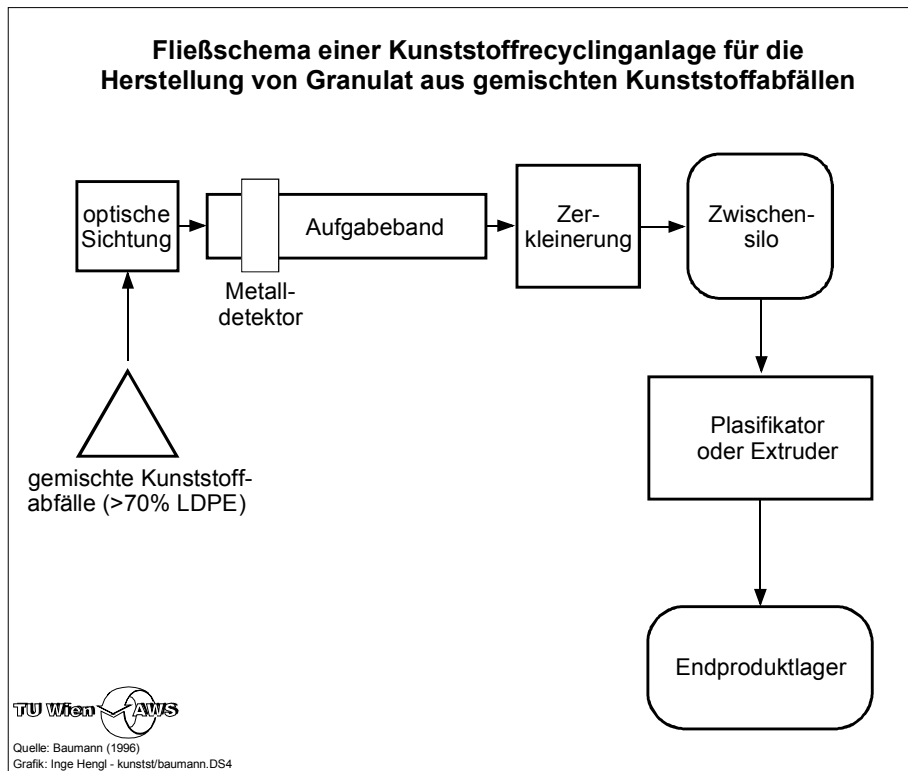 Fließschema einer Kunststoffrecyclinganlage für die
Herstellung von Granulat aus gemischten Kunststoffabfällen
optische
Sichtung
Aufgabeband
Metall-
detektor
Zer-
kleinerung
Zwischen-
silo
gemischte Kunststoff-
abfälle (>70% LDPE)
Plasifikator
oder Extruder
Endproduktlager
TU Wien AWS
Quelle: Baumann (1996)
Grafik: Inge Hengl - kunstst/baumann.DS4